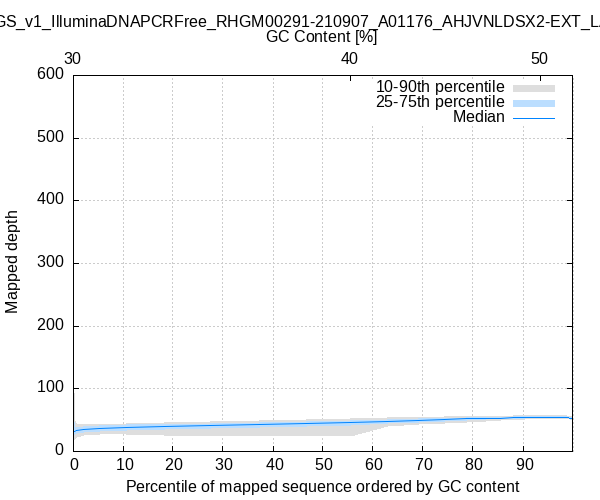 GS_v1_IlluminaDNAPCRFree_RHGM00291-210907_A01176_AHJVNLDSX2-EXT_L
GC Content [%]
30 40 50
600
500
400
300
200
100
0
Mapped depth
10-90th percentile
25-75th percentile
Median
0 10 20 30 40 50 60 70 80 90
Percentile of mapped sequence ordered by GC content